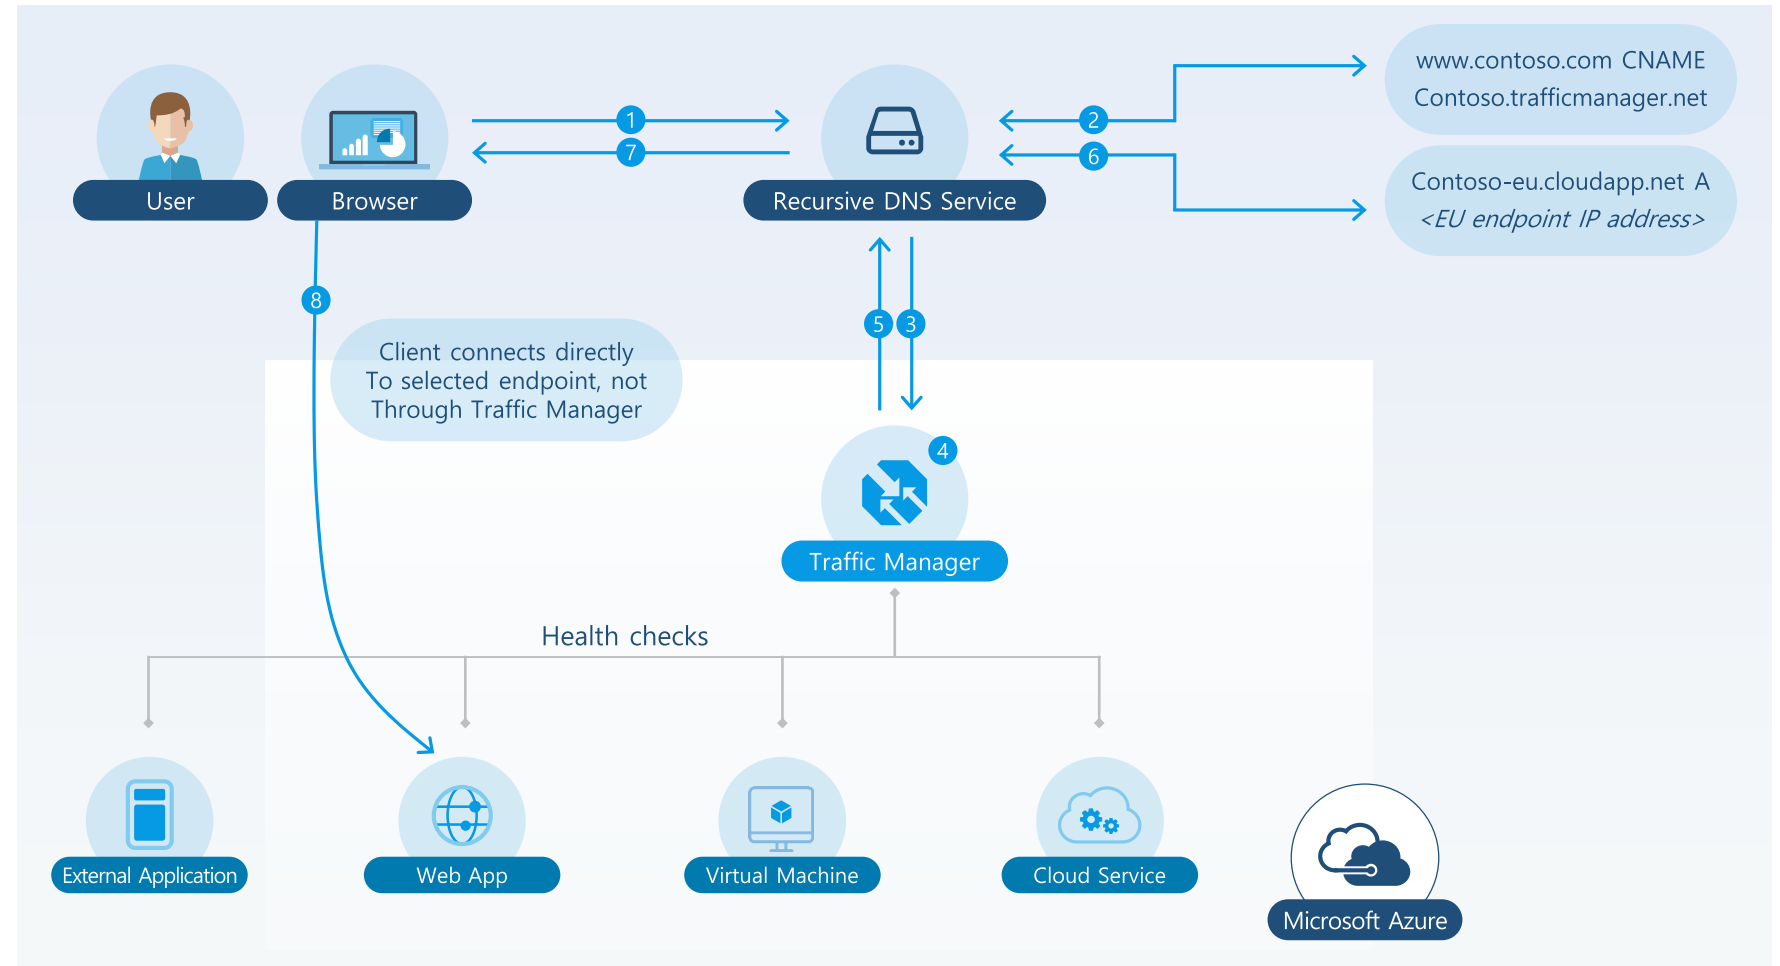 www.contoso.com CNAME
Contoso.trafficmanager.net
1
2
7
6
Contoso-eu.cloudapp.net A
<EU endpoint IP address>
User
Browser
Recursive DNS Service
8
5
3
Client connects directly
To selected endpoint, not
Through Traffic Manager
4
Traffic Manager
Health checks
External Application
Web App
Virtual Machine
Cloud Service
Microsoft Azure